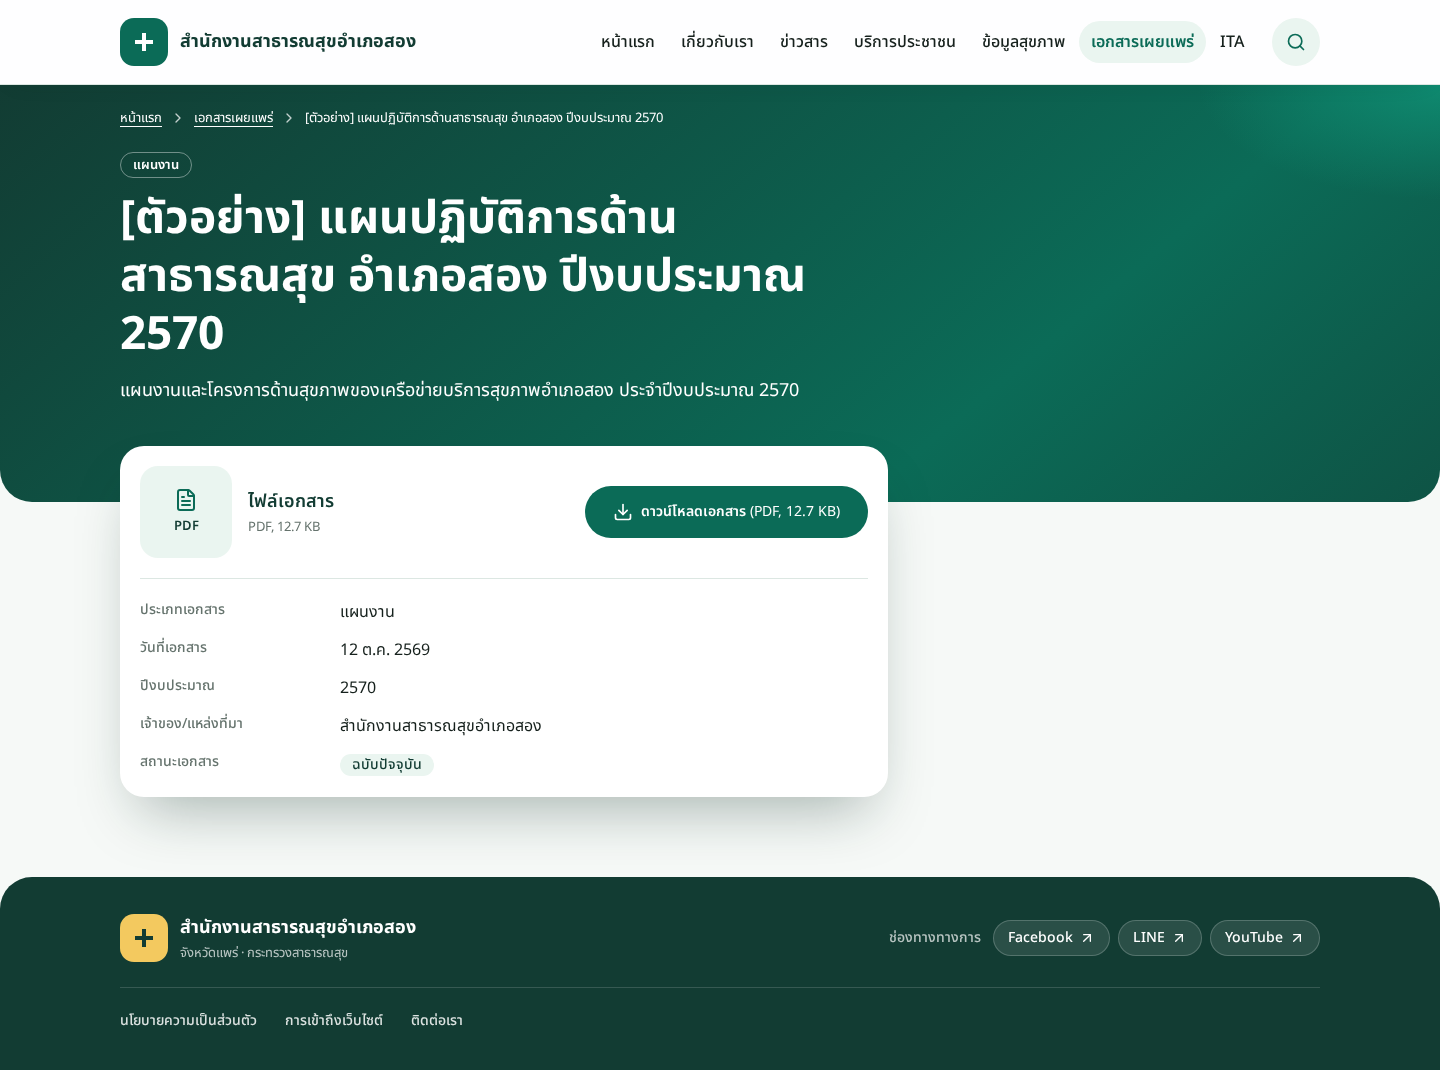 สำนักงานสาธารณสุขอำเภอสอง
หน้าแรก เกี่ยวกับเรา ข่าวสาร บริการประชาชน ข้อมูลสุขภาพ เอกสารเผยแพร่ ITA
หน้าแรก เอกสารเผยแพร่ [ตัวอย่าง] แผนปฏิบัติการด้านสาธารณสุข อำเภอสอง ปีงบประมาณ 2570
แผนงาน
[ตัวอย่าง] แผนปฏิบัติการด้าน
สาธารณสุข อำเภอสอง ปีงบประมาณ
2570
แผนงานและโครงการด้านสุขภาพของเครือข่ายบริการสุขภาพอำเภอสอง ประจำปีงบประมาณ 2570
PDF
ไฟล์เอกสาร
PDF, 12.7 KB
ดาวน์โหลดเอกสาร (PDF, 12.7 KB)
ประเภทเอกสาร แผนงาน
วันที่เอกสาร 12 ต.ค. 2569
ปีงบประมาณ 2570
เจ้าของ/แหล่งที่มา สำนักงานสาธารณสุขอำเภอสอง
สถานะเอกสาร ฉบับปัจจุบัน
สำนักงานสาธารณสุขอำเภอสอง
จังหวัดแพร่ · กระทรวงสาธารณสุข
ช่องทางทางการ Facebook LINE YouTube
นโยบายความเป็นส่วนตัว การเข้าถึงเว็บไซต์ ติดต่อเรา